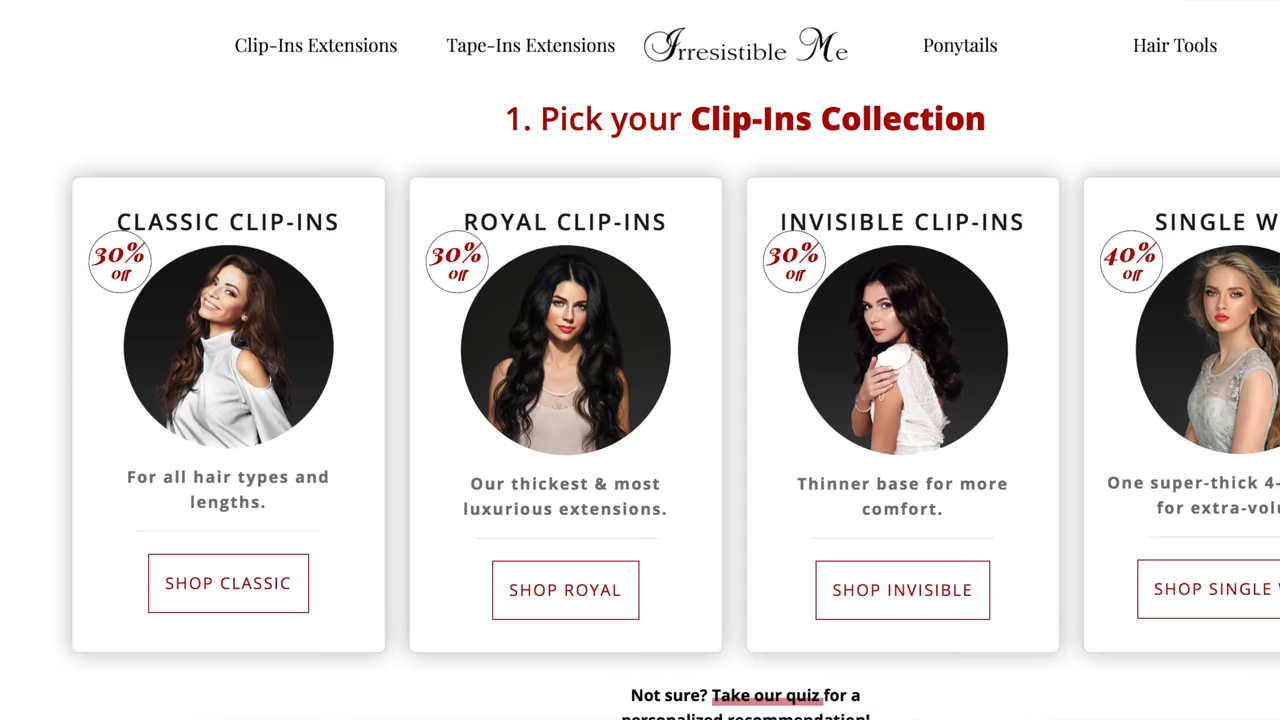 Clip-Ins Extensions
Tape-Ins Extensions
Irresistible Me
Ponytails
Hair Tools
1. Pick your Clip-Ins Collection
CLASSIC CLIP-INS
30%
Off
For all hair types and
lengths.
SHOP CLASSIC
ROYAL CLIP-INS
30%
Off
Our thickest & most
luxurious extensions.
SHOP ROYAL
INVISIBLE CLIP-INS
30%
Off
Thinner base for more
comfort.
SHOP INVISIBLE
SINGLE
40%
Off
One super-thick 4-
for
SHOP SINGLE
Not sure? Take our quiz for a
personalized recommendation!